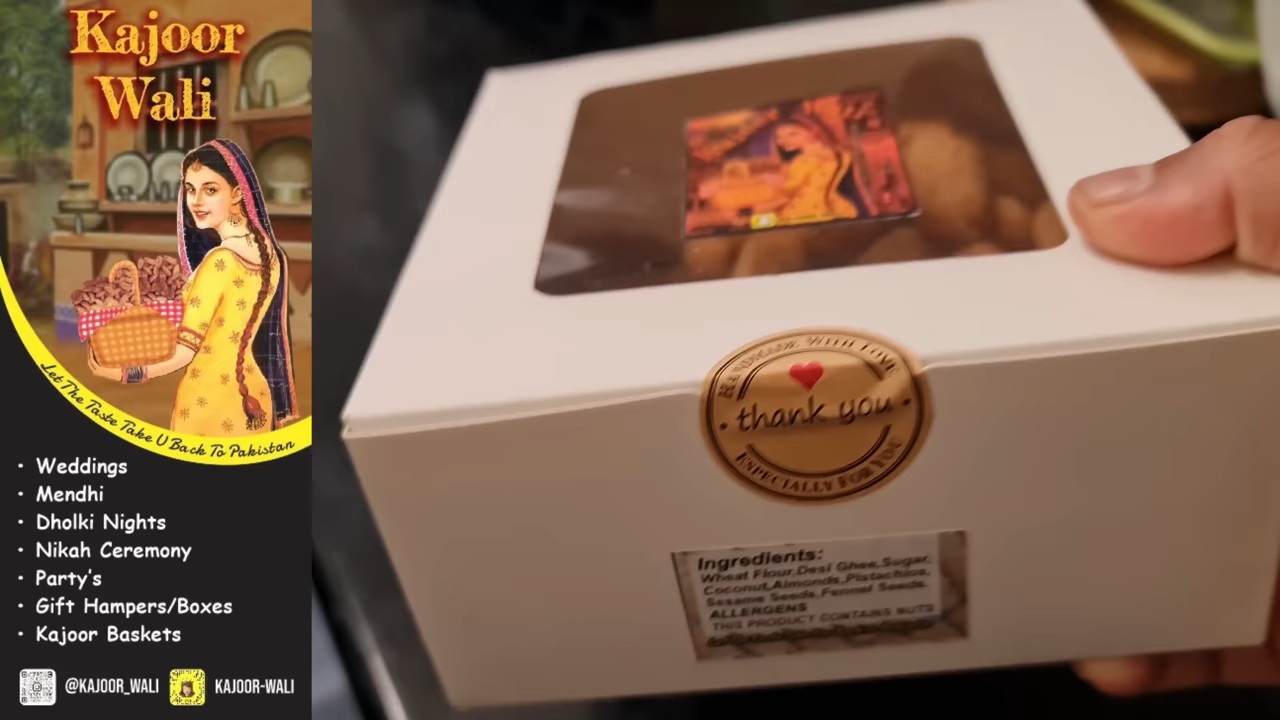 Kajoor
Wali
Let The Taste Take U Back To Pakistan
• Weddings
• Mendhi
• Dholki Nights
• Nikah Ceremony
• Party's
• Gift Hampers/Boxes
• Kajoor Baskets
@KAJOOR_WALI
KAJOOR-WALI
HANDMADE WITH LOVE
• thank you •
ESPECIALLY FOR YOU
Ingredients:
Wheat Flour,Desi Ghee,Sugar,
Coconut,Almonds,Pistachios,
Sesame Seeds,Fennel Seeds.
ALLERGENS
THIS PRODUCT CONTAINS NUTS